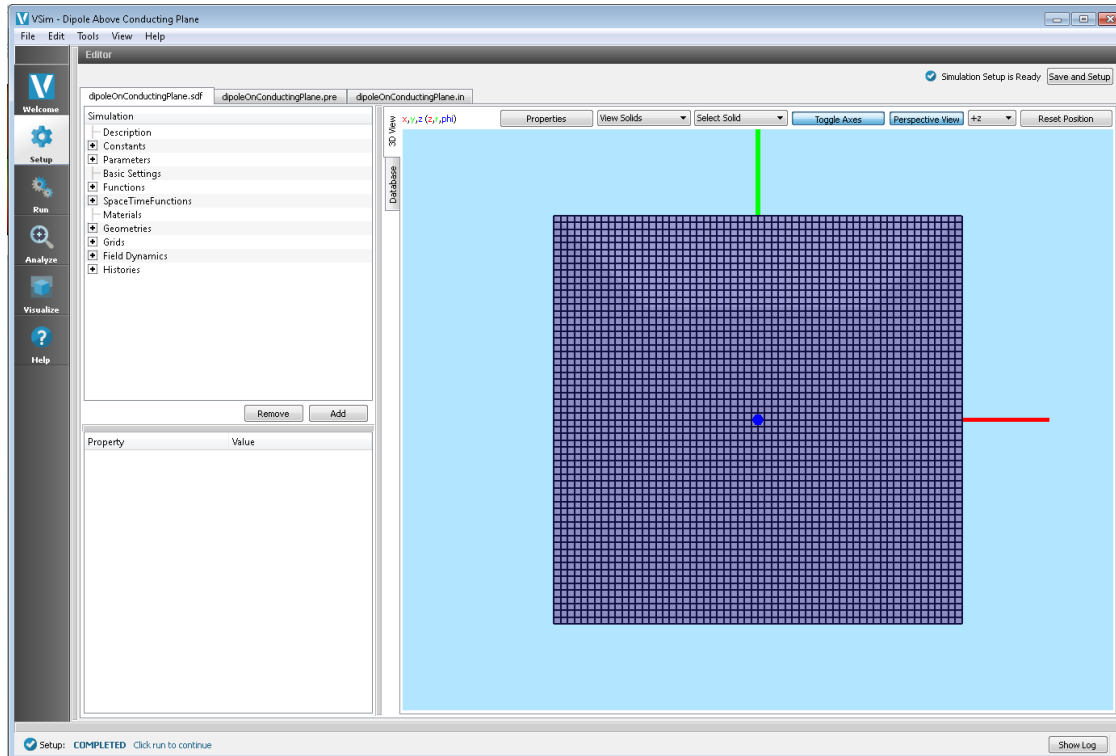 VSim - Dipole Above Conducting Plane
File Edit Tools View Help
Editor
Simulation Setup is Ready Save and Setup
dipoleOnConductingPlane.sdf dipoleOnConductingPlane.pre dipoleOnConductingPlane.in
Welcome
Setup
Run
Analyze
Visualize
Help
Simulation
Description
Constants
Parameters
Basic Settings
Functions
SpaceTimeFunctions
Materials
Geometries
Grids
Field Dynamics
Histories
Remove Add
Property Value
3D View
Database
x,y,z (z,r,phi) Properties View Solids Select Solid Toggle Axes Perspective View +z Reset Position
Setup: COMPLETED Click run to continue Show Log